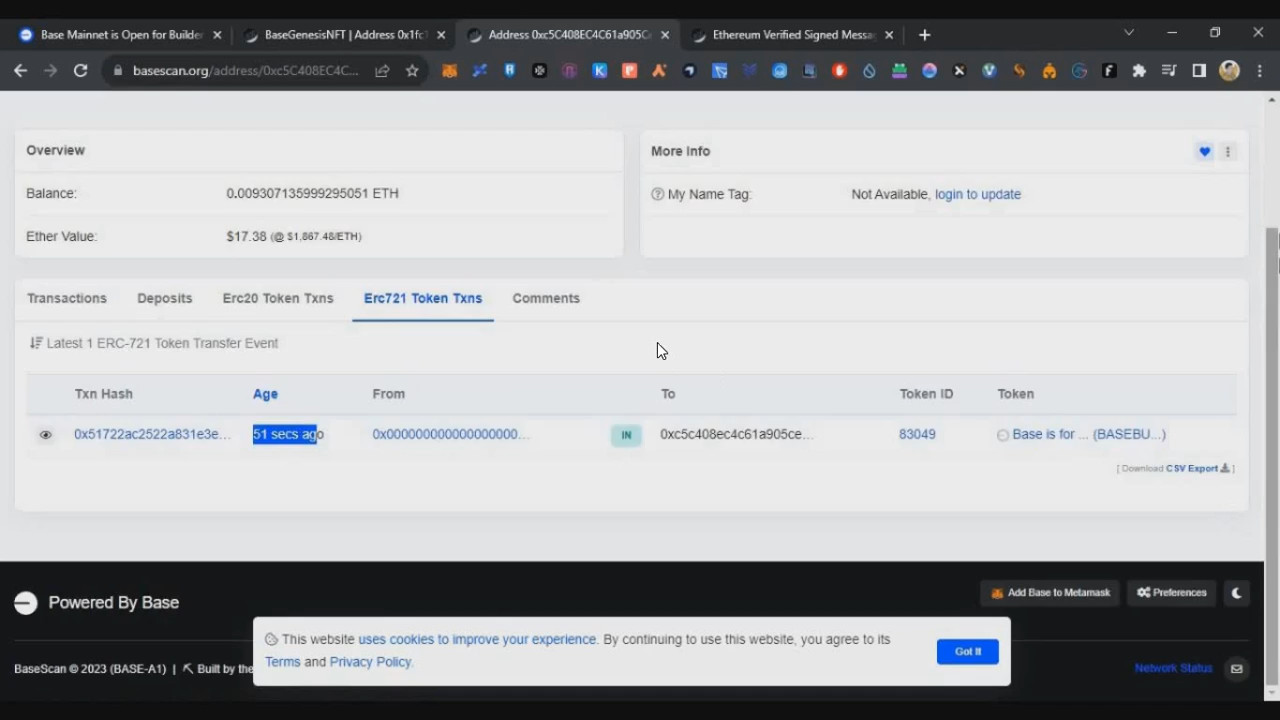 Base Mainnet is Open for Builder
BaseGenesisNFT | Address 0x1fc
Address 0xc5C408EC4C61a905C
Ethereum Verified Signed Messa
basescan.org/address/0xc5C408EC4C...
Overview
Balance: 0.009307135999295051 ETH
Ether Value: $17.38 (@ $1,867.48/ETH)
More Info
My Name Tag: Not Available, login to update
Transactions Deposits Erc20 Token Txns Erc721 Token Txns Comments
Latest 1 ERC-721 Token Transfer Event
Txn Hash Age From To Token ID Token
0x51722ac2522a831e3e... 51 secs ago 0x000000000000000000... IN 0xc5c408ec4c61a905ce... 83049 Base is for ... (BASEBU...)
[ Download CSV Export ]
Powered By Base
Add Base to Metamask
Preferences
This website uses cookies to improve your experience. By continuing to use this website, you agree to its
Terms and Privacy Policy.
Got It
BaseScan © 2023 (BASE-A1) | Built by the
Network Status